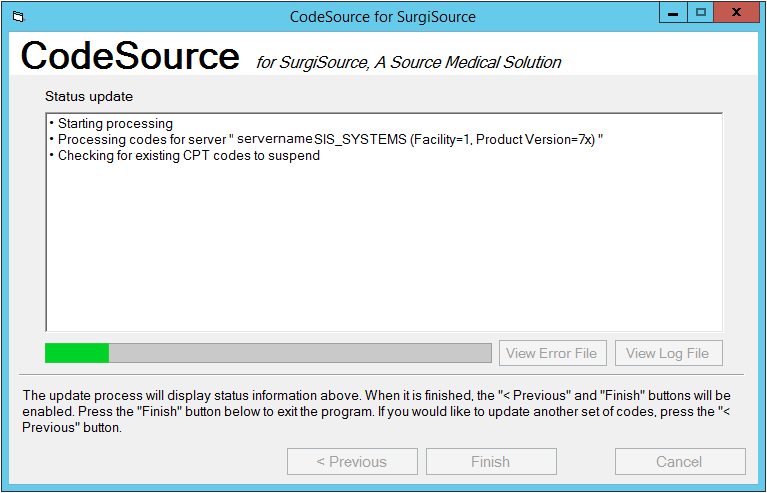 CodeSource for SurgiSource
X
CodeSource for SurgiSource, A Source Medical Solution
Status update
• Starting processing
• Processing codes for server " servernameSIS_SYSTEMS (Facility=1, Product Version=7x) "
• Checking for existing CPT codes to suspend
View Error File View Log File
The update process will display status information above. When it is finished, the "< Previous" and "Finish" buttons will be
enabled. Press the "Finish" button below to exit the program. If you would like to update another set of codes, press the "<
Previous" button.
< Previous Finish Cancel